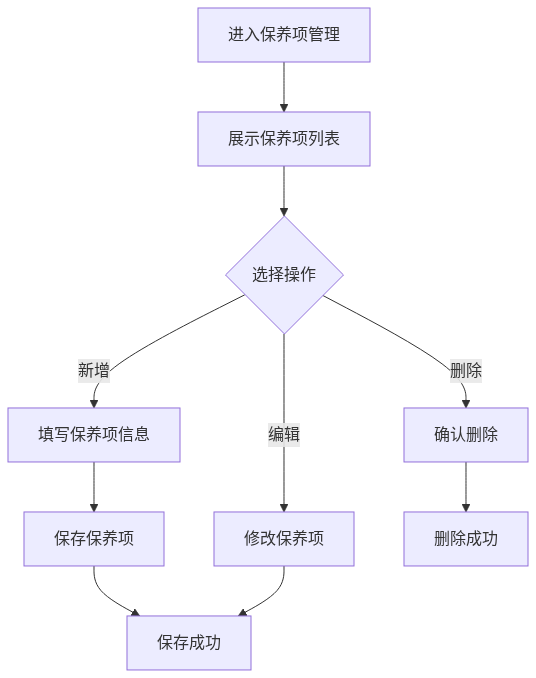 进入保养项管理
展示保养项列表
选择操作
新增
删除
编辑
填写保养项信息
确认删除
保存保养项
修改保养项
删除成功
保存成功